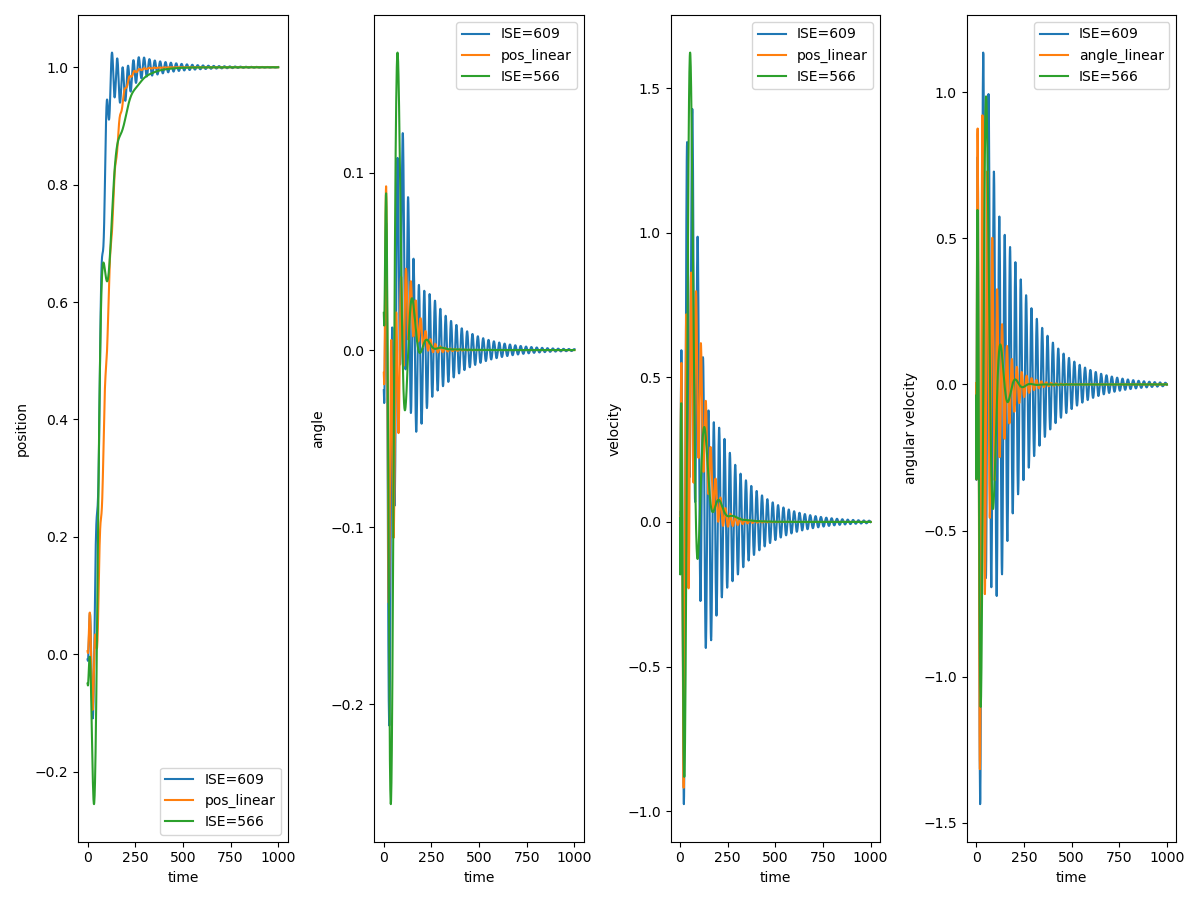 position
1.0
0.8
0.6
0.4
0.2
0.0
−0.2
0
250
500
750
1000
time
ISE=609
pos_linear
ISE=566
angle
0.1
0.0
−0.1
−0.2
0
250
500
750
1000
time
ISE=609
pos_linear
ISE=566
velocity
1.5
1.0
0.5
0.0
−0.5
−1.0
0
250
500
750
1000
time
ISE=609
pos_linear
ISE=566
angular velocity
1.0
0.5
0.0
−0.5
−1.0
−1.5
0
250
500
750
1000
time
ISE=609
angle_linear
ISE=566